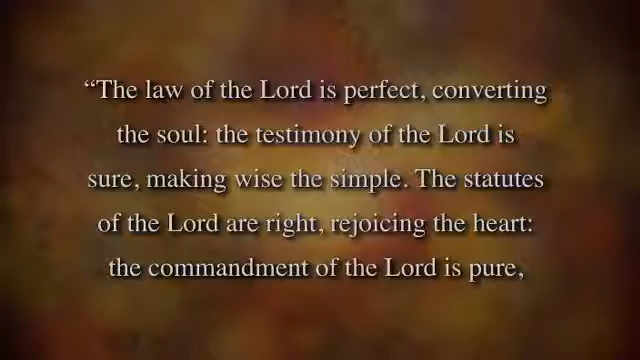 “The law of the Lord is perfect, converting
the soul: the testimony of the Lord is
sure, making wise the simple. The statutes
of the Lord are right, rejoicing the heart:
the commandment of the Lord is pure,